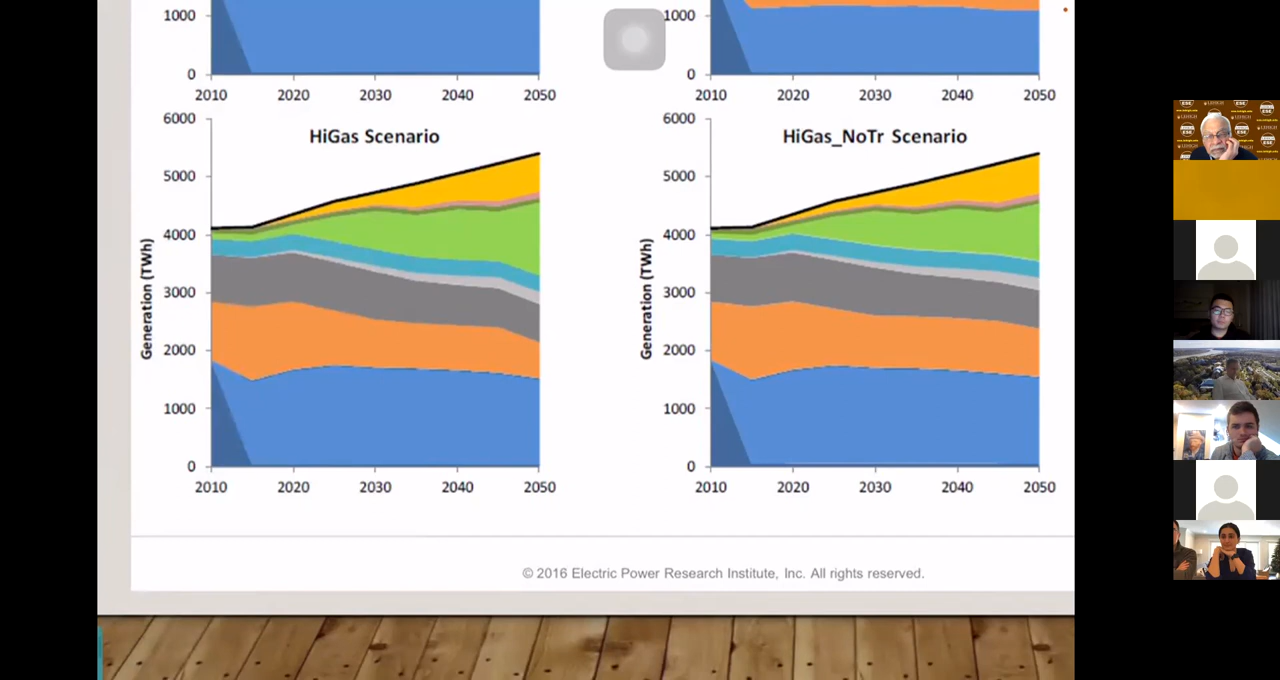 1000
0
2010 2020 2030 2040 2050
1000
0
2010 2020 2030 2040 2050
HiGas Scenario
Generation (TWh)
6000
5000
4000
3000
2000
1000
0
2010 2020 2030 2040 2050
HiGas_NoTr Scenario
Generation (TWh)
6000
5000
4000
3000
2000
1000
0
2010 2020 2030 2040 2050
© 2016 Electric Power Research Institute, Inc. All rights reserved.